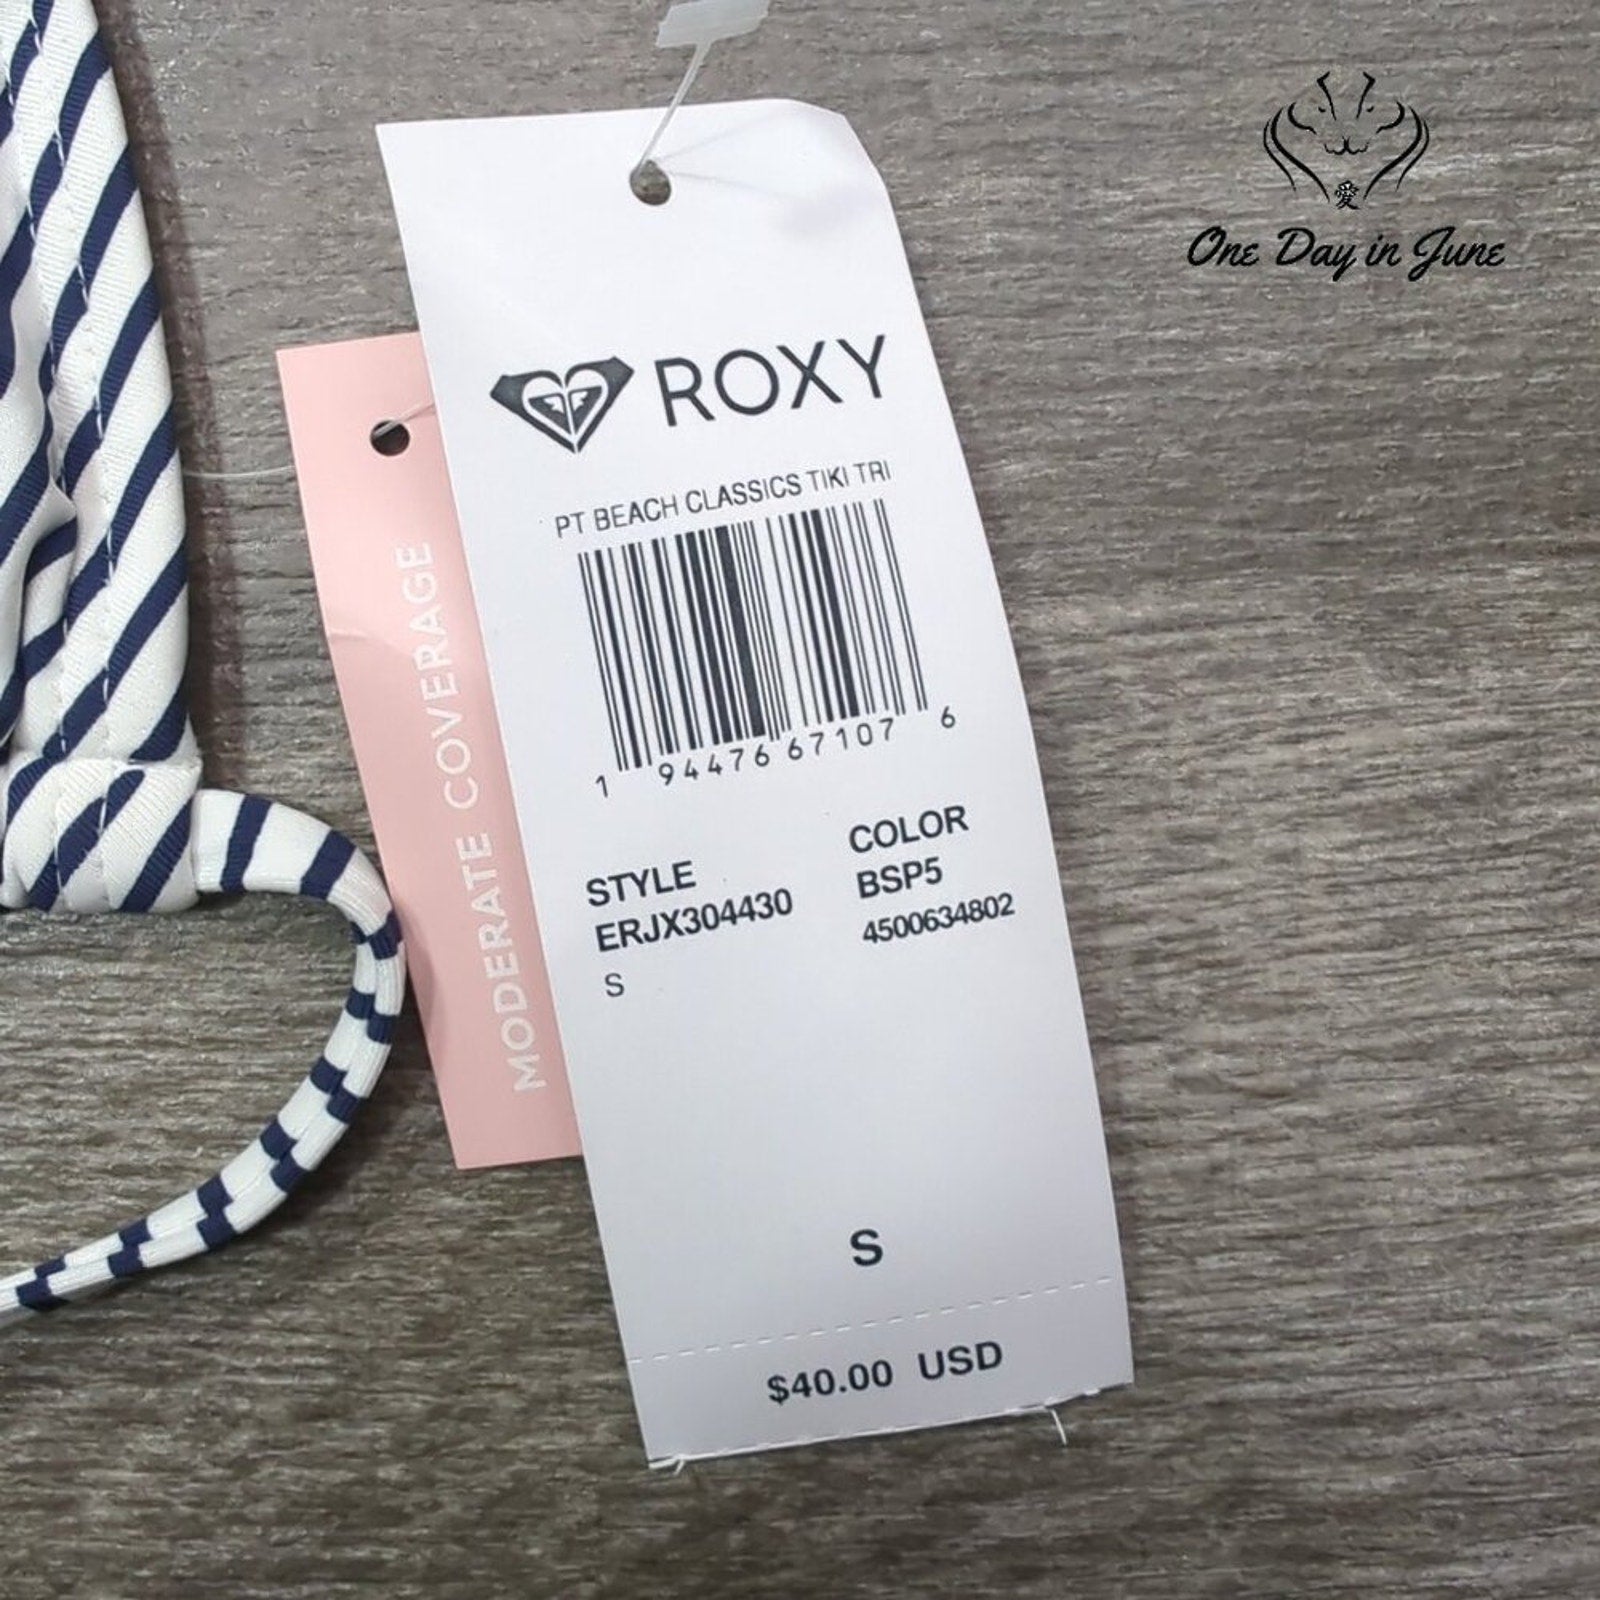 愛
One Day in June
ROXY
PT BEACH CLASSICS TIKI TRI
1 94476 67107 6
STYLE
ERJX304430
S
COLOR
BSP5
4500634802
S
$40.00 USD
MODERATE COVERAGE